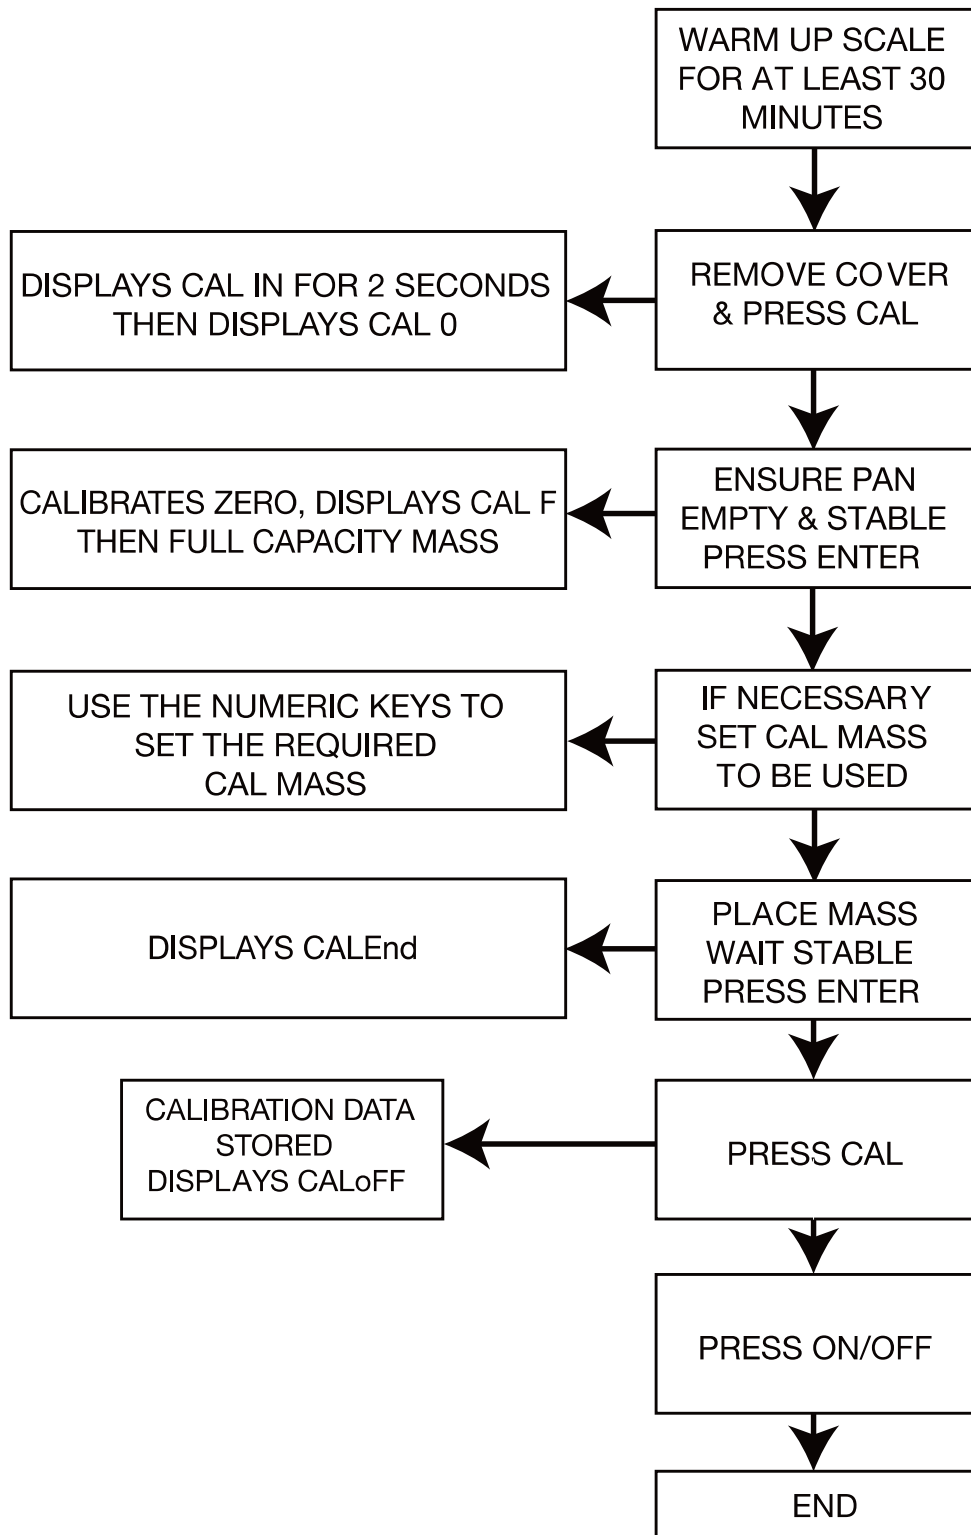 WARM UP SCALE
FOR AT LEAST 30
MINUTES
REMOVE COVER
& PRESS CAL
DISPLAYS CAL IN FOR 2 SECONDS
THEN DISPLAYS CAL 0
ENSURE PAN
EMPTY & STABLE
PRESS ENTER
CALIBRATES ZERO, DISPLAYS CAL F
THEN FULL CAPACITY MASS
IF NECESSARY
SET CAL MASS
TO BE USED
USE THE NUMERIC KEYS TO
SET THE REQUIRED
CAL MASS
PLACE MASS
WAIT STABLE
PRESS ENTER
DISPLAYS CALEnd
PRESS CAL
CALIBRATION DATA
STORED
DISPLAYS CALoFF
PRESS ON/OFF
END